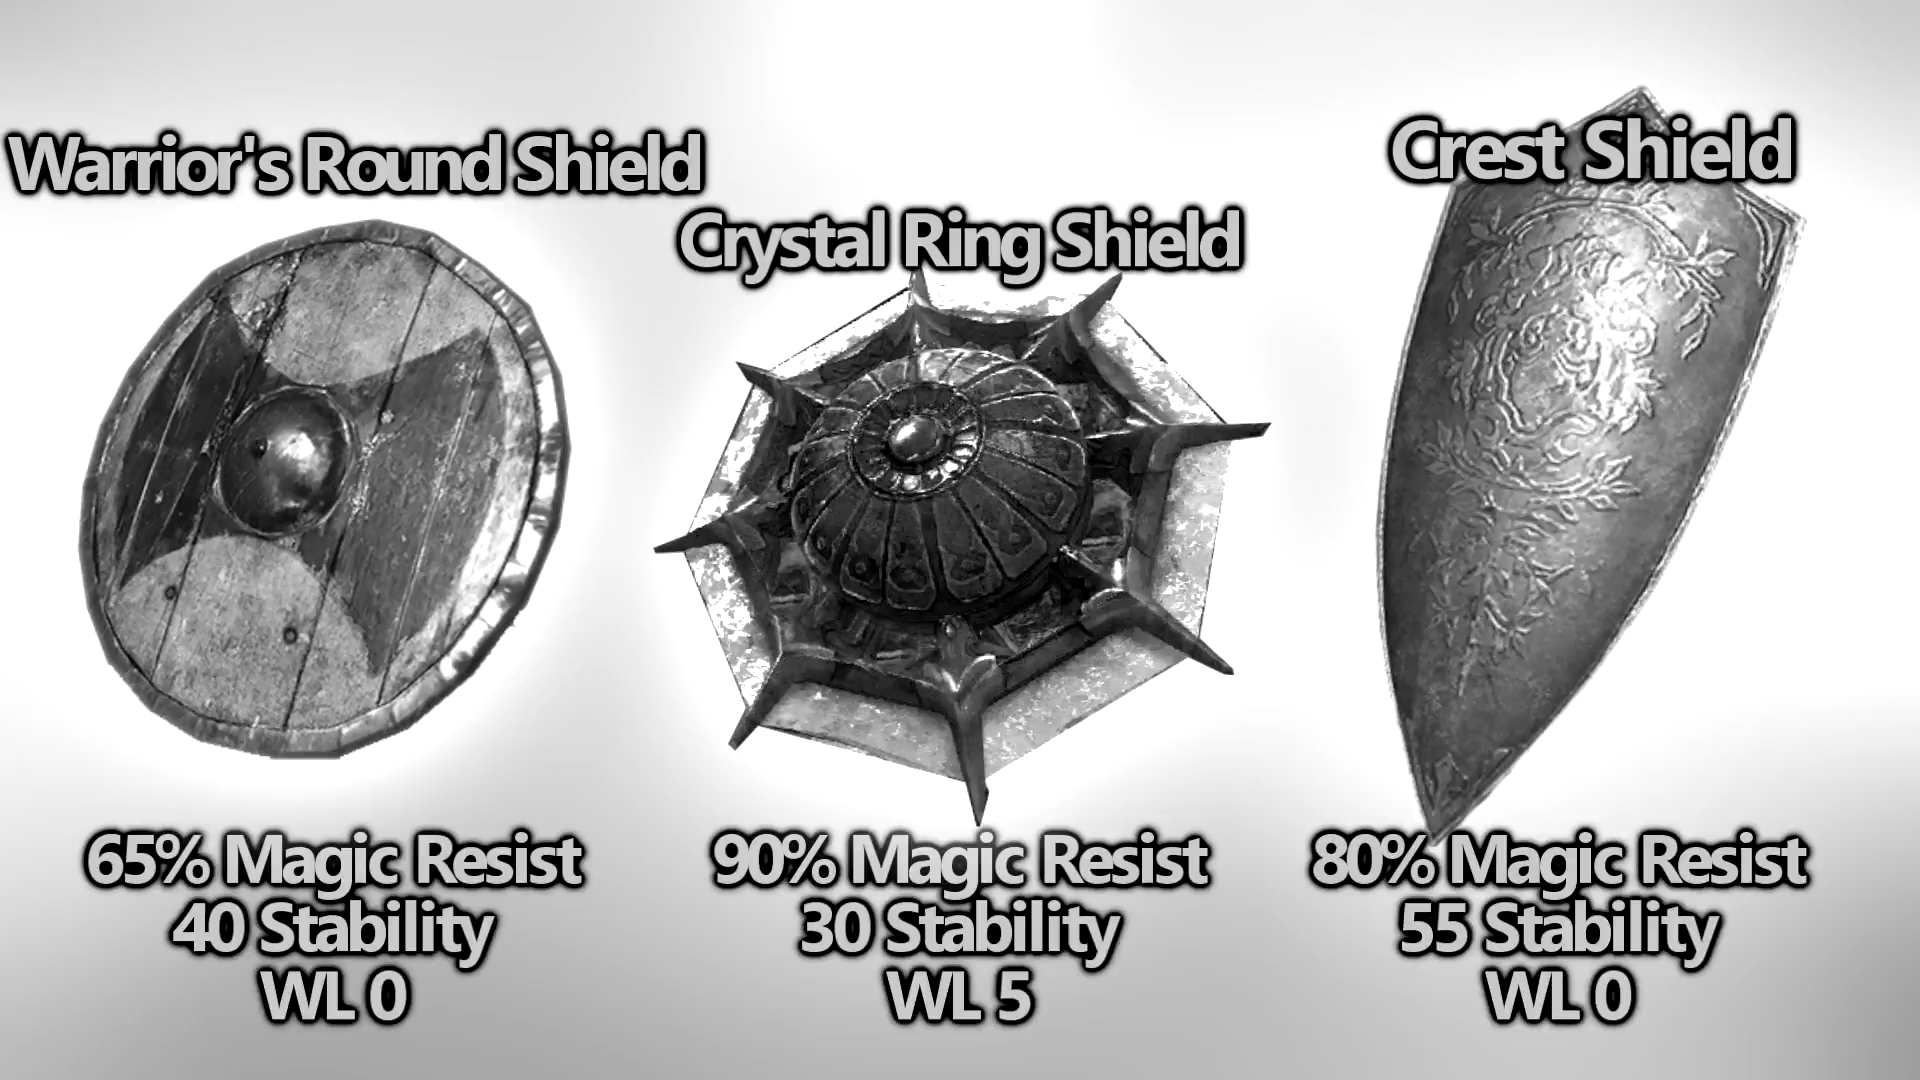 Warrior's Round Shield
65% Magic Resist
40 Stability
WL 0
Crystal Ring Shield
90% Magic Resist
30 Stability
WL 5
Crest Shield
80% Magic Resist
55 Stability
WL 0